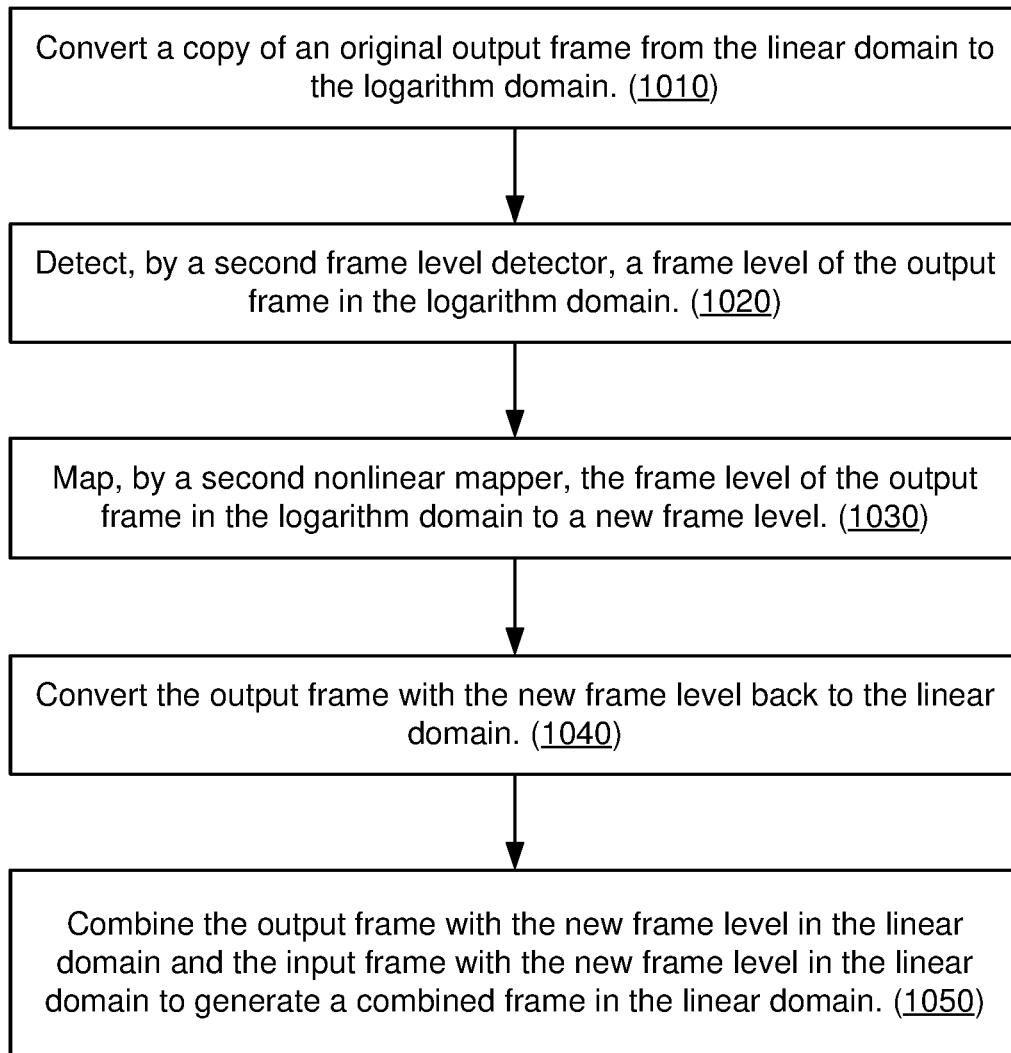 Convert a copy of an original output frame from the linear domain to
the logarithm domain. (1010)
Detect, by a second frame level detector, a frame level of the output
frame in the logarithm domain. (1020)
Map, by a second nonlinear mapper, the frame level of the output
frame in the logarithm domain to a new frame level. (1030)
Convert the output frame with the new frame level back to the linear
domain. (1040)
Combine the output frame with the new frame level in the linear
domain and the input frame with the new frame level in the linear
domain to generate a combined frame in the linear domain. (1050)